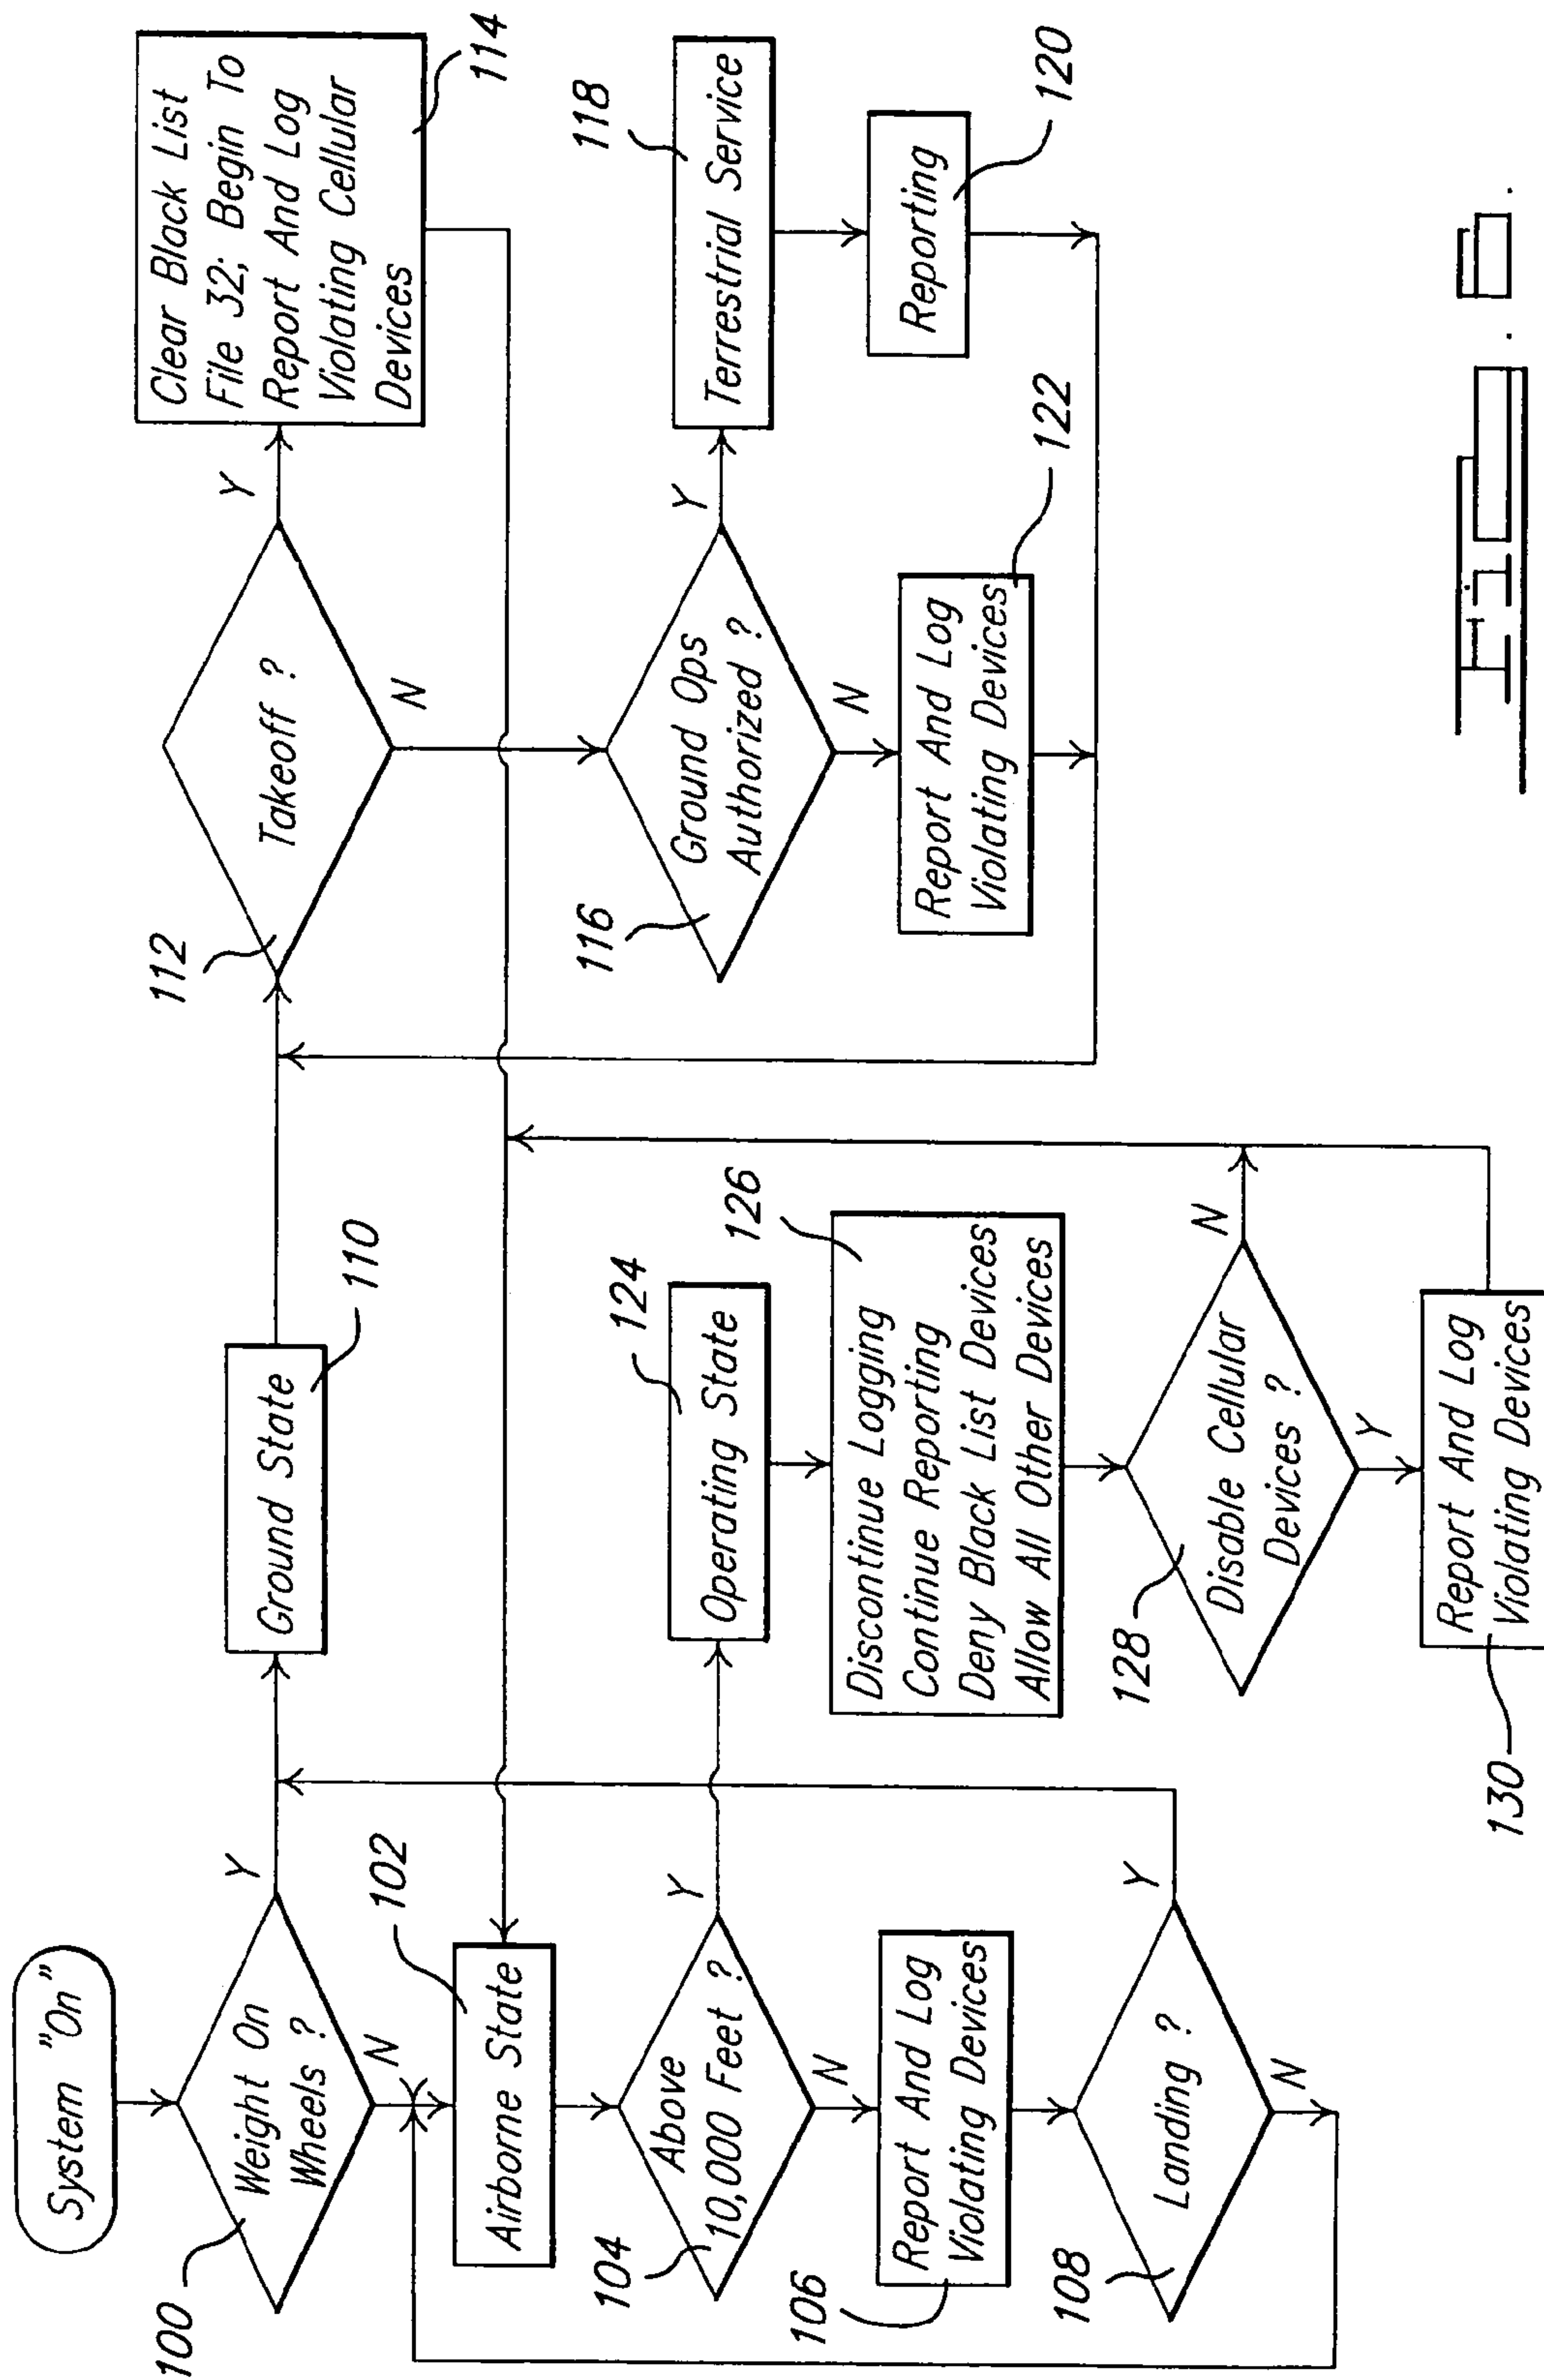 System "On"
100
Weight On
Wheels ?
Y
N
102
Airborne State
104
Above
10,000 Feet ?
Y
N
106
Report And Log
Violating Devices
108
Landing ?
Y
N
Ground State
110
124
Operating State
126
Discontinue Logging
Continue Reporting
Deny Black List Devices
Allow All Other Devices
128
Disable Cellular
Devices ?
N
Y
130
Report And Log
Violating Devices
112
Takeoff ?
Y
N
Clear Black List
File 32; Begin To
Report And Log
Violating Cellular
Devices
114
116
Ground Ops
Authorized ?
Y
N
118
Terrestrial Service
Reporting
120
122
Report And Log
Violating Devices